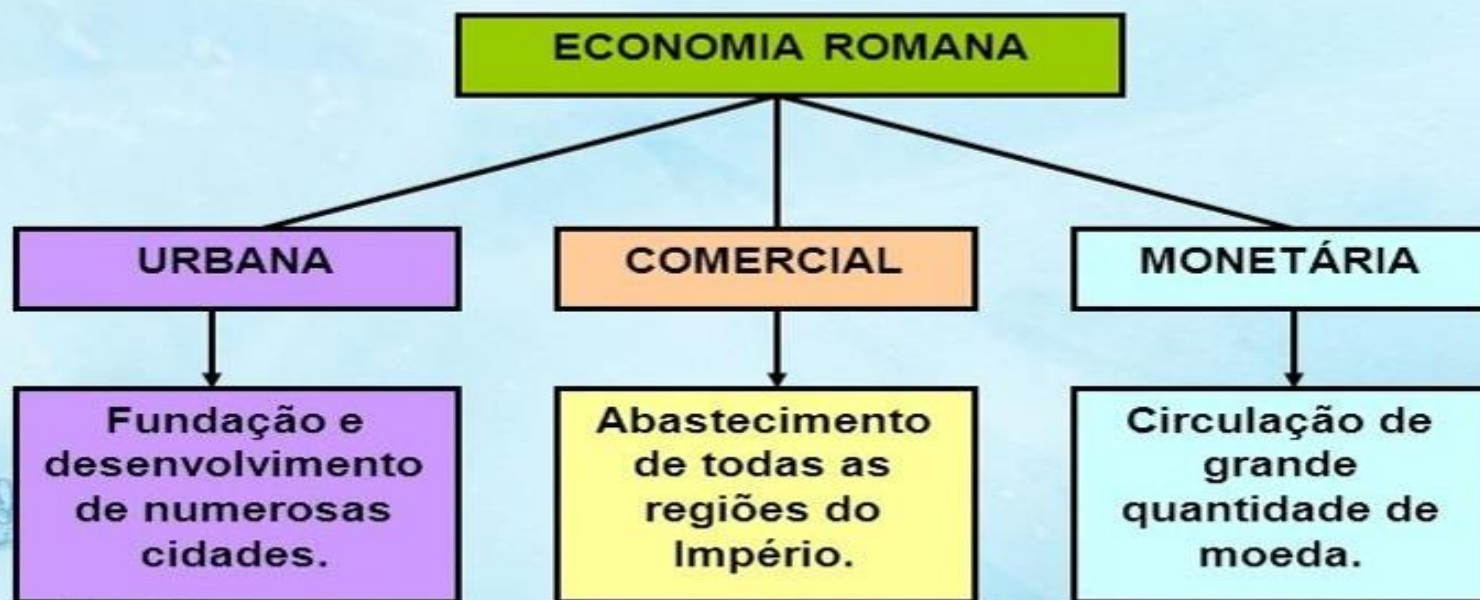 ECONOMIA ROMANA
URBANA
COMERCIAL
MONETÁRIA
Fundação e
desenvolvimento
de numerosas
cidades.
Abastecimento
de todas as
regiões do
Império.
Circulação de
grande
quantidade de
moeda.